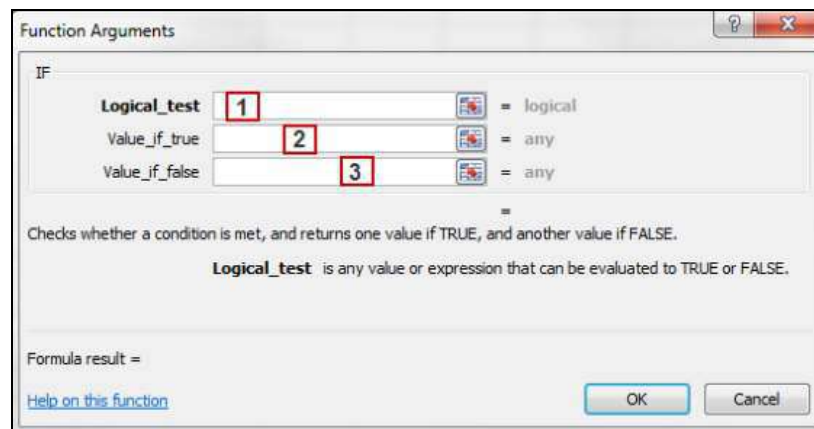 Function Arguments
?
X
IF
Logical_test 1 = logical
Value_if_true 2 = any
Value_if_false 3 = any
=
Checks whether a condition is met, and returns one value if TRUE, and another value if FALSE.
Logical_test is any value or expression that can be evaluated to TRUE or FALSE.
Formula result =
Help on this function
OK
Cancel